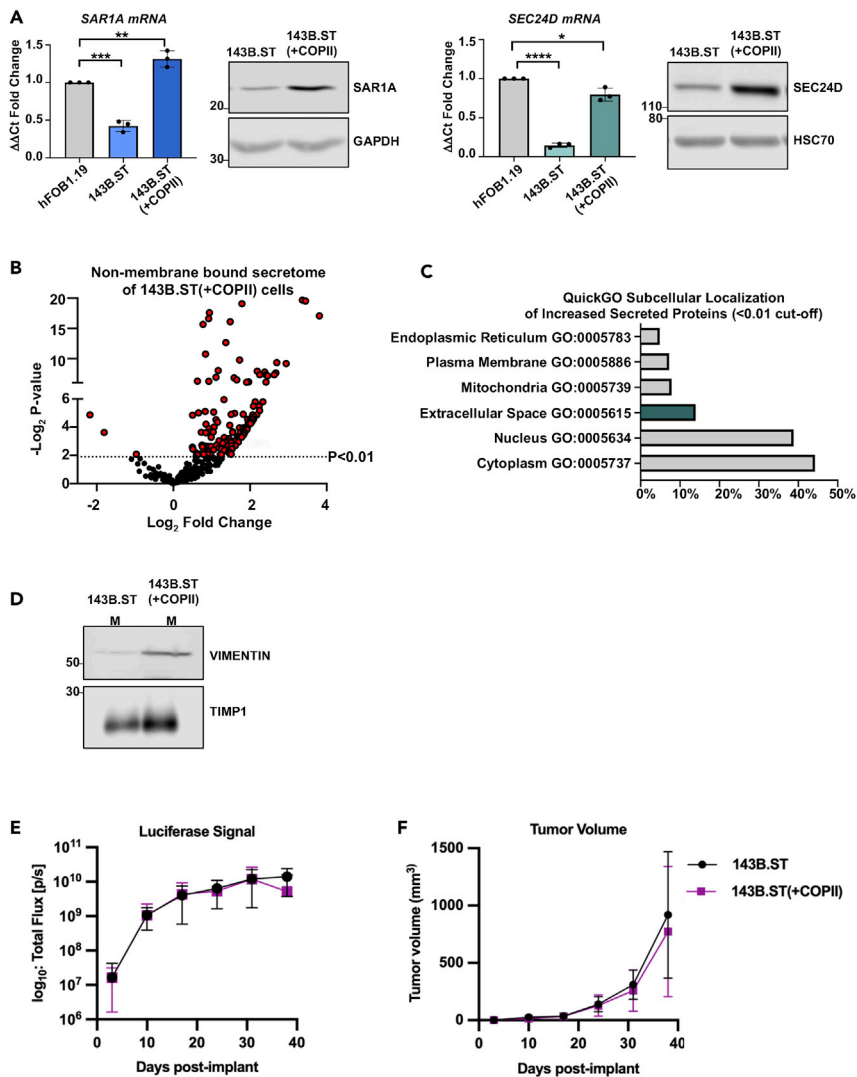 A
SAR1A mRNA
ΔΔCt Fold Change
1.5
1.0
0.5
0.0
***
**
hFOB1.19
143B.ST
143B.ST
(+COPII)
143B.ST
143B.ST
(+COPII)
SAR1A
20
GAPDH
30
SEC24D mRNA
ΔΔCt Fold Change
1.5
1.0
0.5
0.0
****
*
hFOB1.19
143B.ST
143B.ST
(+COPII)
143B.ST
143B.ST
(+COPII)
SEC24D
110
80
HSC70
B
Non-membrane bound secretome
of 143B.ST(+COPII) cells
-Log2 P-value
20
15
10
6
4
2
0
P<0.01
-2
0
2
4
Log2 Fold Change
C
QuickGO Subcellular Localization
of Increased Secreted Proteins (<0.01 cut-off)
Endoplasmic Reticulum GO:0005783
Plasma Membrane GO:0005886
Mitochondria GO:0005739
Extracellular Space GO:0005615
Nucleus GO:0005634
Cytoplasm GO:0005737
0% 10% 20% 30% 40% 50%
D
143B.ST
143B.ST
(+COPII)
M M
VIMENTIN
50
30
TIMP1
E
Luciferase Signal
log10: Total Flux [p/s]
10^11
10^10
10^9
10^8
10^7
10^6
0 10 20 30 40
Days post-implant
F
Tumor Volume
Tumor volume (mm3)
1500
1000
500
0
0 10 20 30 40
Days post-implant
143B.ST
143B.ST(+COPII)